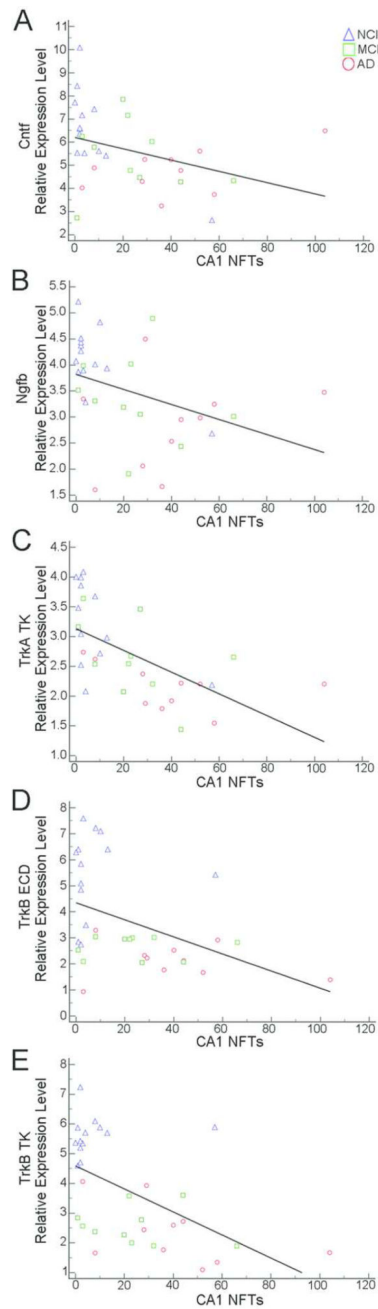 A
NCI
MCI
AD
Cntf
Relative Expression Level
11
10
9
8
7
6
5
4
3
2
0 20 40 60 80 100 120
CA1 NFTs
B
Ngfb
Relative Expression Level
5.5
5.0
4.5
4.0
3.5
3.0
2.5
2.0
1.5
0 20 40 60 80 100 120
CA1 NFTs
C
TrkA TK
Relative Expression Level
4.5
4.0
3.5
3.0
2.5
2.0
1.5
1.0
0 20 40 60 80 100 120
CA1 NFTs
D
TrkB ECD
Relative Expression Level
8
7
6
5
4
3
2
1
0
0 20 40 60 80 100 120
CA1 NFTs
E
TrkB TK
Relative Expression Level
8
7
6
5
4
3
2
1
0 20 40 60 80 100 120
CA1 NFTs